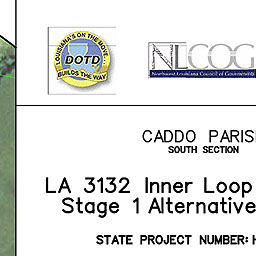 LOUISIANA'S ON THE MOVE...
DOTD
BUILDS THE WAY
NLCOG
Northwest Louisiana Council of Governments
CADDO PARIS
SOUTH SECTION
LA 3132 Inner Loop
Stage 1 Alternative
STATE PROJECT NUMBER: H